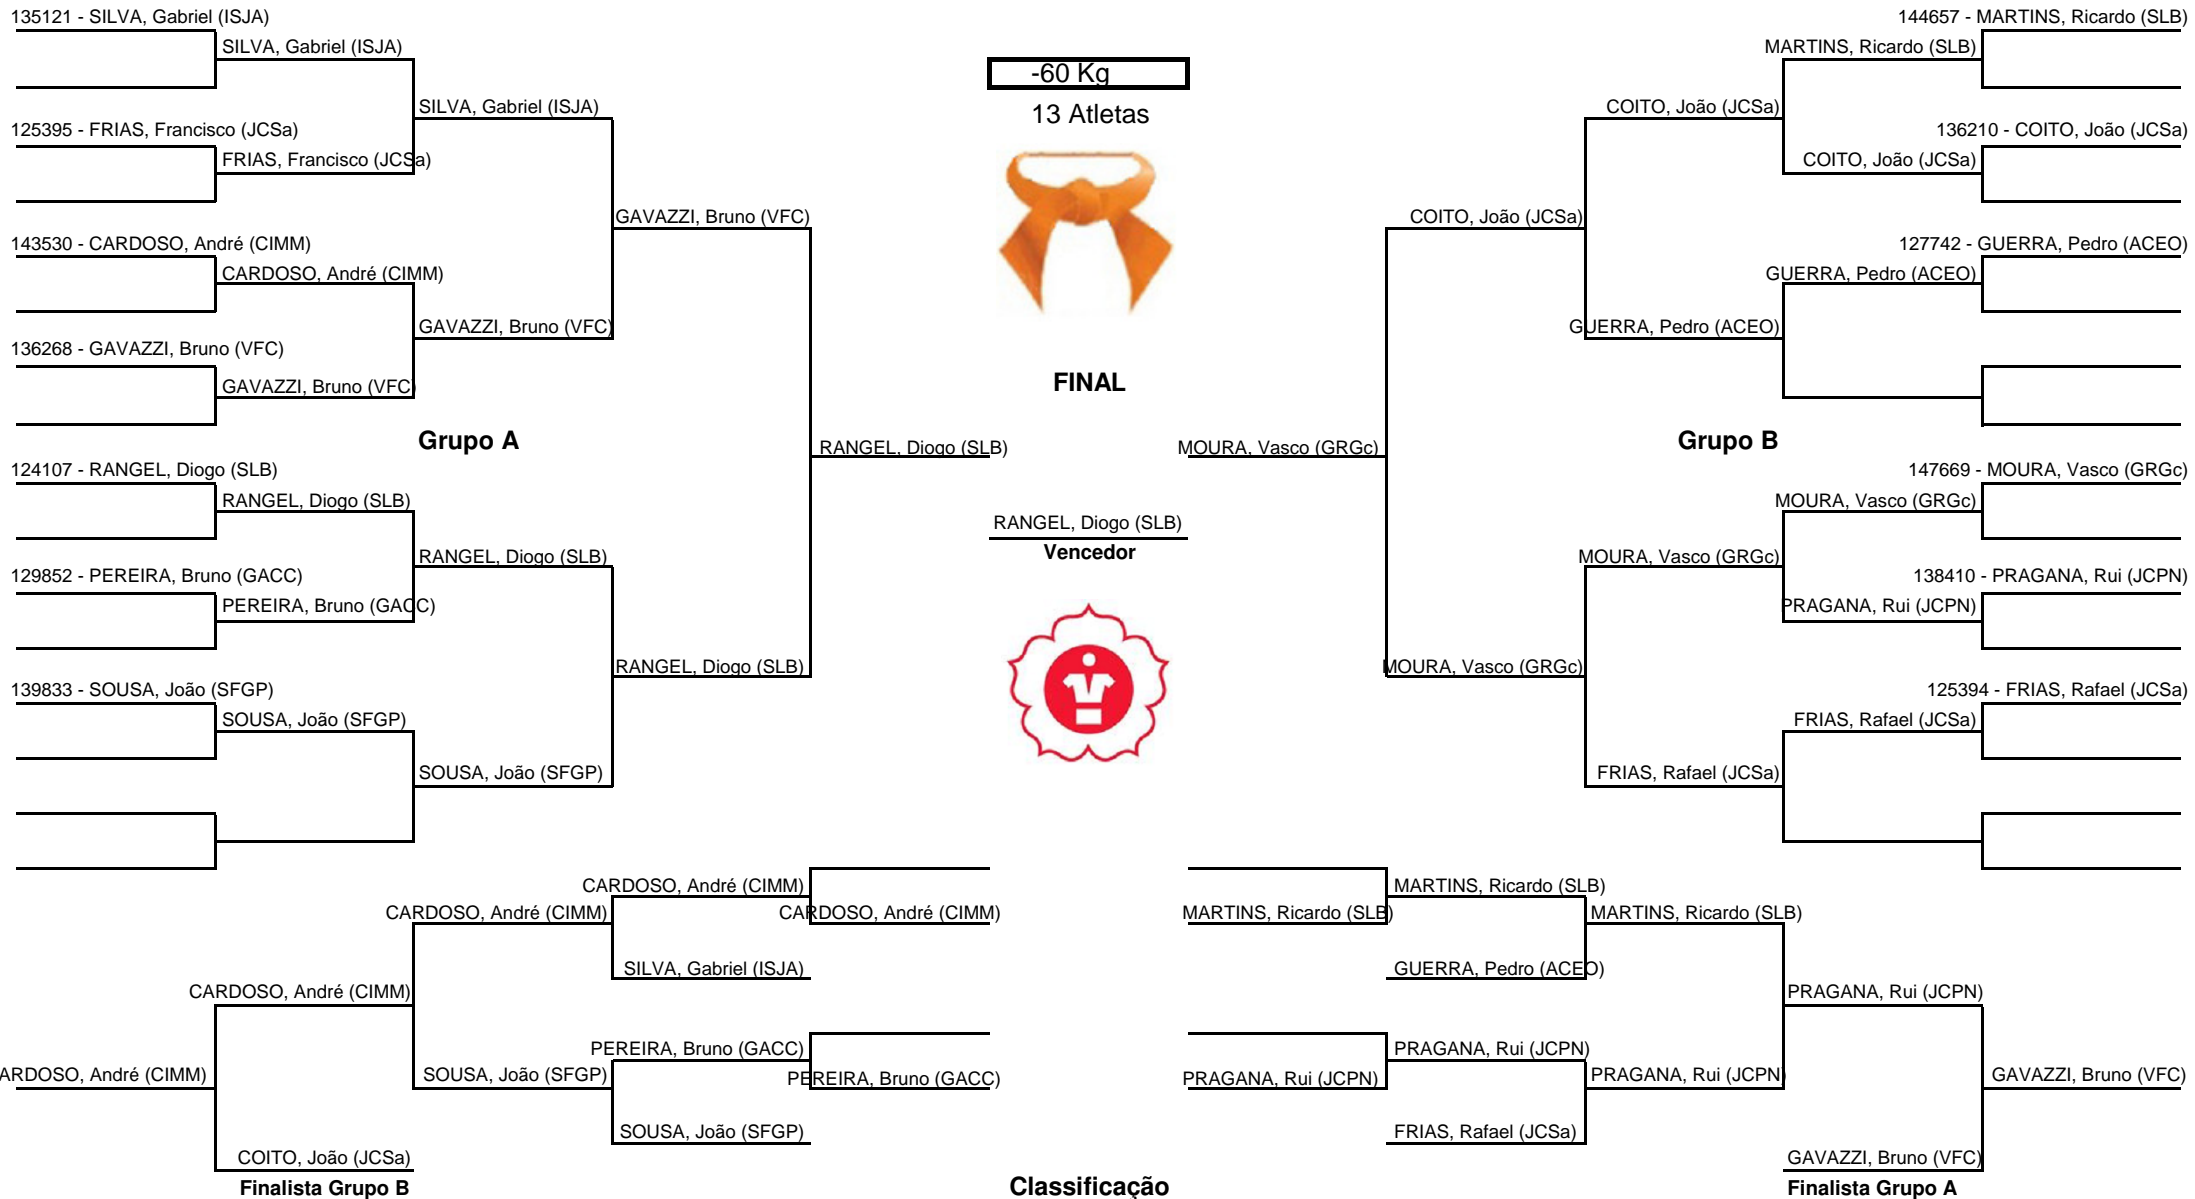 135121 - SILVA, Gabriel (ISJA)
SILVA, Gabriel (ISJA)
SILVA, Gabriel (ISJA)
125395 - FRIAS, Francisco (JCSa)
FRIAS, Francisco (JCSa)
GAVAZZI, Bruno (VFC)
143530 - CARDOSO, André (CIMM)
CARDOSO, André (CIMM)
GAVAZZI, Bruno (VFC)
136268 - GAVAZZI, Bruno (VFC)
GAVAZZI, Bruno (VFC)
Grupo A
RANGEL, Diogo (SLB)
124107 - RANGEL, Diogo (SLB)
RANGEL, Diogo (SLB)
RANGEL, Diogo (SLB)
129852 - PEREIRA, Bruno (GACC)
PEREIRA, Bruno (GACC)
RANGEL, Diogo (SLB)
139833 - SOUSA, João (SFGP)
SOUSA, João (SFGP)
SOUSA, João (SFGP)
-60 Kg
13 Atletas
FINAL
RANGEL, Diogo (SLB)
Vencedor
144657 - MARTINS, Ricardo (SLB)
MARTINS, Ricardo (SLB)
COITO, João (JCSa)
136210 - COITO, João (JCSa)
COITO, João (JCSa)
COITO, João (JCSa)
127742 - GUERRA, Pedro (ACEO)
GUERRA, Pedro (ACEO)
GUERRA, Pedro (ACEO)
Grupo B
MOURA, Vasco (GRGc)
147669 - MOURA, Vasco (GRGc)
MOURA, Vasco (GRGc)
MOURA, Vasco (GRGc)
138410 - PRAGANA, Rui (JCPN)
PRAGANA, Rui (JCPN)
MOURA, Vasco (GRGc)
125394 - FRIAS, Rafael (JCSa)
FRIAS, Rafael (JCSa)
FRIAS, Rafael (JCSa)
CARDOSO, André (CIMM)
CARDOSO, André (CIMM)
CARDOSO, André (CIMM)
SILVA, Gabriel (ISJA)
CARDOSO, André (CIMM)
PEREIRA, Bruno (GACC)
ARDOSO, André (CIMM)
SOUSA, João (SFGP)
PEREIRA, Bruno (GACC)
SOUSA, João (SFGP)
COITO, João (JCSa)
Finalista Grupo B
MARTINS, Ricardo (SLB)
MARTINS, Ricardo (SLB)
MARTINS, Ricardo (SLB)
GUERRA, Pedro (ACEO)
PRAGANA, Rui (JCPN)
PRAGANA, Rui (JCPN)
PRAGANA, Rui (JCPN)
PRAGANA, Rui (JCPN)
GAVAZZI, Bruno (VFC)
FRIAS, Rafael (JCSa)
GAVAZZI, Bruno (VFC)
Classificação
Finalista Grupo A